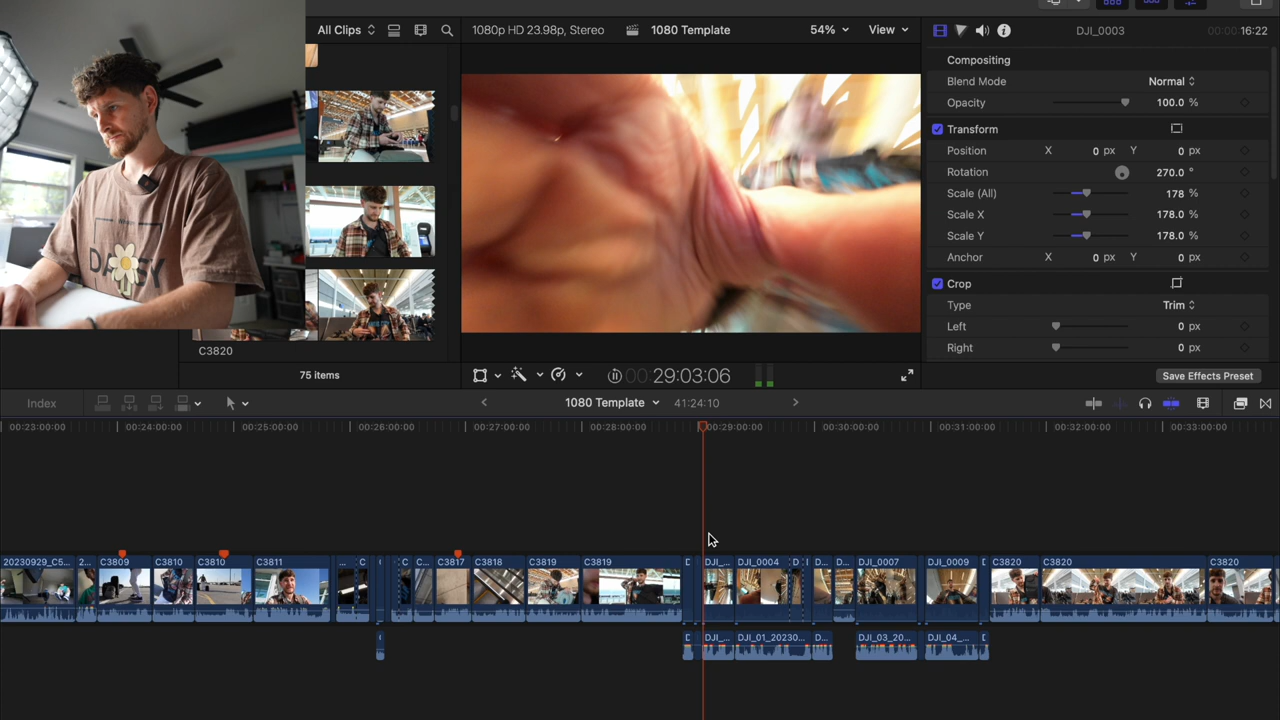 All Clips
1080p HD 23.98p, Stereo
1080 Template
54%
View
DJI_0003
00:00 16:22
Compositing
Blend Mode
Normal
Opacity
100.0 %
Transform
Position X 0 px Y 0 px
Rotation
270.0 °
Scale (All)
178 %
Scale X
178.0 %
Scale Y
178.0 %
Anchor X 0 px Y 0 px
Crop
Type
Trim
Left
0 px
Right
0 px
DAISY
C3820
75 items
00:29:03:06
Save Effects Preset
Index
1080 Template
41:24:10
00:23:00:00 00:24:00:00 00:25:00:00 00:26:00:00 00:27:00:00 00:28:00:00 00:29:00:00 00:30:00:00 00:31:00:00 00:32:00:00 00:33:00:00
20230929_C5... 2... C3809 C3810 C3810 C3811 ... C C C... C3817 C3818 C3819 C3819 D DJI_... DJI_0004 D D... D... DJI_0007 DJI_0009 C3820 C3820 C3820
D DJI_... DJI_01_20230... D... DJI_03_20... DJI_04_... D